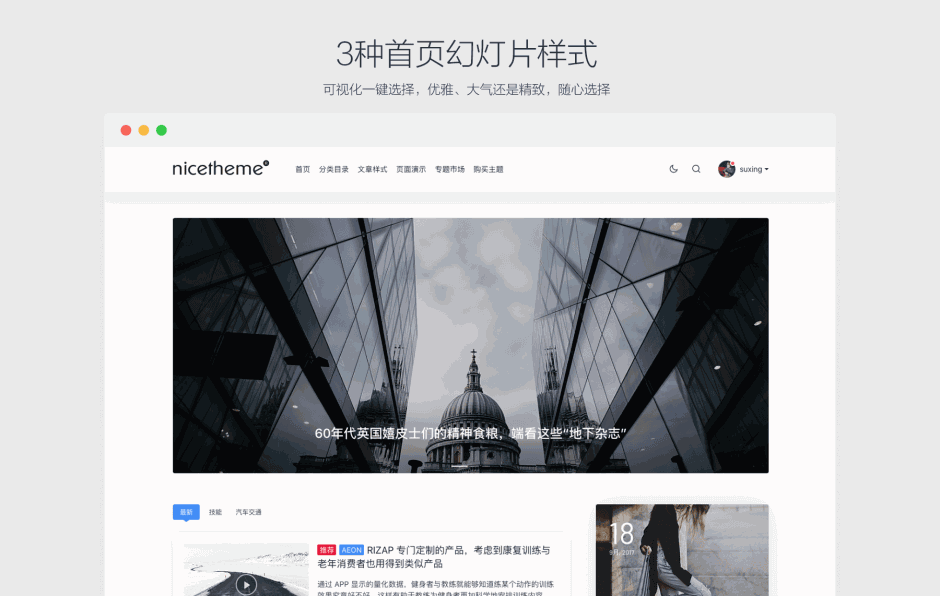 3种首页幻灯片样式
可视化一键选择，优雅、大气还是精致，随心选择
nicetheme
首页 分类目录 文章样式 页面演示 专题市场 购买主题
suxing
60年代英国嬉皮士们的精神食粮，端看这些“地下杂志”
最新 技能 汽车交通
18
9月, 2017
推荐 AEON RIZAP 专门定制的产品，考虑到康复训练与
老年消费者也用得到类似产品
通过 APP 显示的量化数据，健身者与教练就能够知道练某个动作的训练